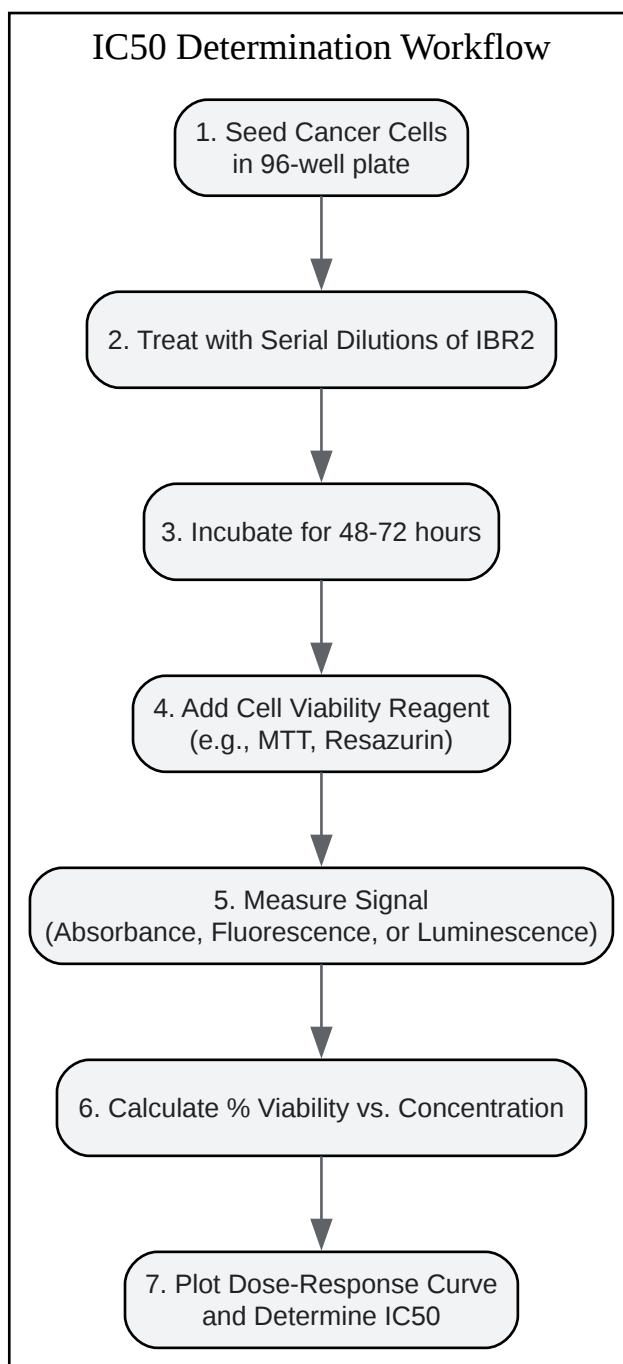 IC50 Determination Workflow
1. Seed Cancer Cells
in 96-well plate
2. Treat with Serial Dilutions of IBR2
3. Incubate for 48-72 hours
4. Add Cell Viability Reagent
(e.g., MTT, Resazurin)
5. Measure Signal
(Absorbance, Fluorescence, or Luminescence)
6. Calculate % Viability vs. Concentration
7. Plot Dose-Response Curve
and Determine IC50